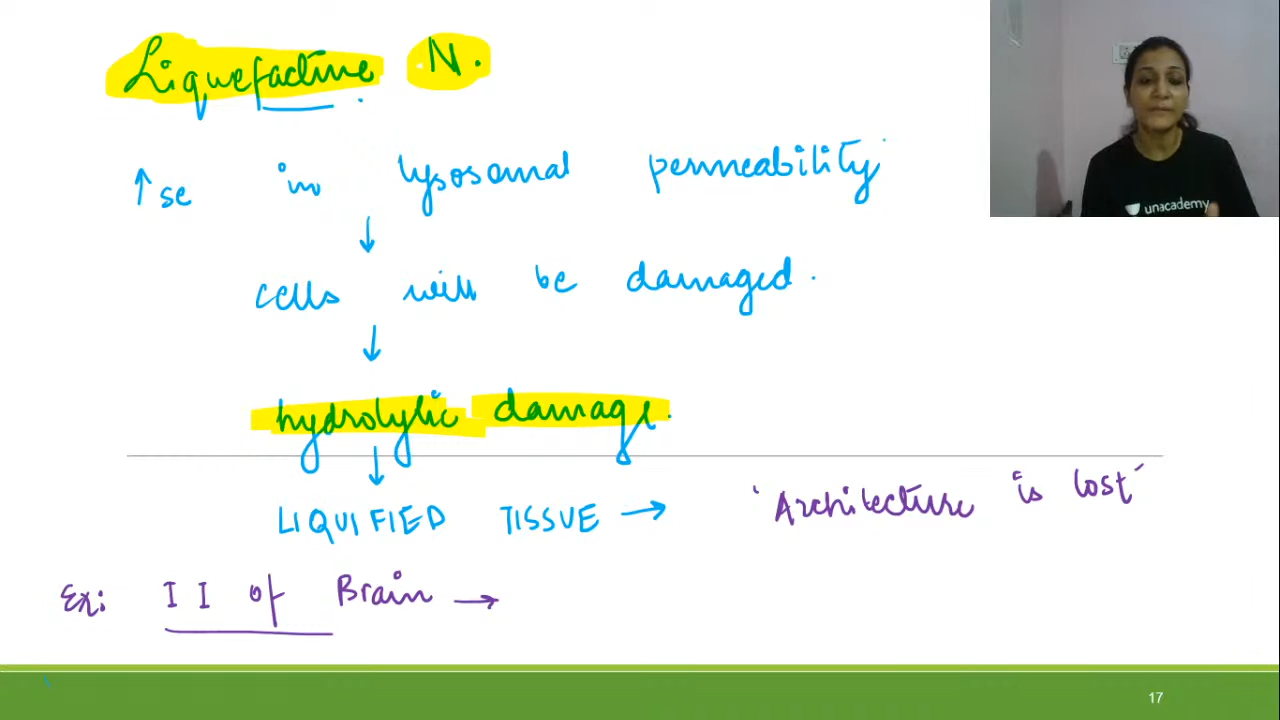 Liquefactive N.
unacademy
↑se in lysosomal permeability
↓
cells will be damaged.
↓
hydrolytic damage.
↓
LIQUIFIED TISSUE → 'Architecture is lost'
Ex: II of Brain →
17